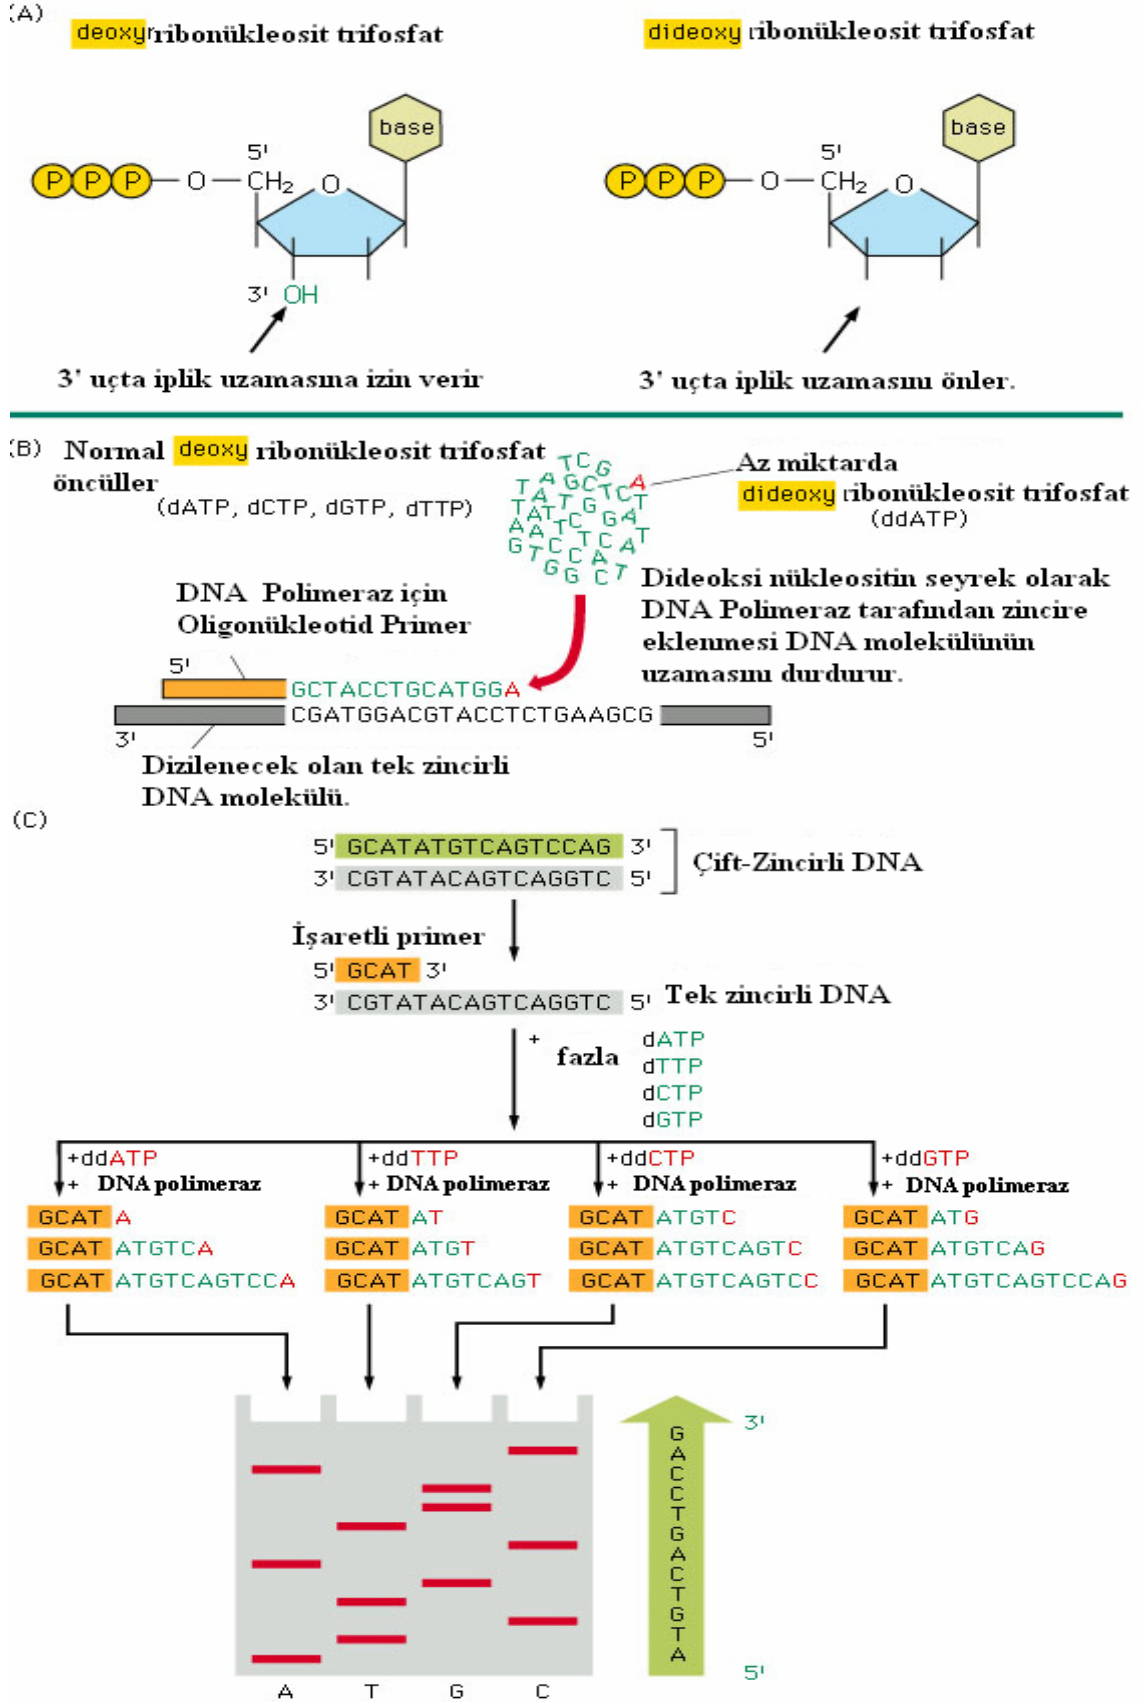 (A)
deoxy ribonükleosit trifosfat
dideoxy ribonükleosit trifosfat
base
base
5'
5'
P P P O CH2 O
P P P O CH2 O
3' OH
3' uçta iplik uzamasına izin verir
3' uçta iplik uzamasını önler.
(B) Normal deoxy ribonükleosit trifosfat
öncüller
(dATP, dCTP, dGTP, dTTP)
Az miktarda
dideoxy ribonükleosit trifosfat
(ddATP)
DNA Polimeraz için
Oligonükleotid Primer
Dideoksi nükleositin seyrek olarak
DNA Polimeraz tarafından zincire
eklenmesi DNA molekülünün
uzamasını durdurur.
5'
GCTACCTGCATGGA
CGATGGACGTACCTCTGAAGCG
3'
5'
Dizilenecek olan tek zincirli
DNA molekülü.
(C)
5' GCATATGTCAGTCCAG 3'
3' CGTATACAGTCAGGTC 5'
Çift-Zincirli DNA
İşaretli primer
5' GCAT 3'
3' CGTATACAGTCAGGTC 5'
Tek zincirli DNA
+
fazla
dATP
dTTP
dCTP
dGTP
+ddATP
+ DNA polimeraz
GCAT A
GCAT ATGTCA
GCAT ATGTCAGTCCA
+ddTTP
+ DNA polimeraz
GCAT AT
GCAT ATGT
GCAT ATGTCAGT
+ddCTP
+ DNA polimeraz
GCAT ATGTC
GCAT ATGTCAGTC
GCAT ATGTCAGTCC
+ddGTP
+ DNA polimeraz
GCAT ATG
GCAT ATGTCAG
GCAT ATGTCAGTCCAG
3'
G
A
C
C
T
G
A
C
T
G
T
A
5'
A T G C